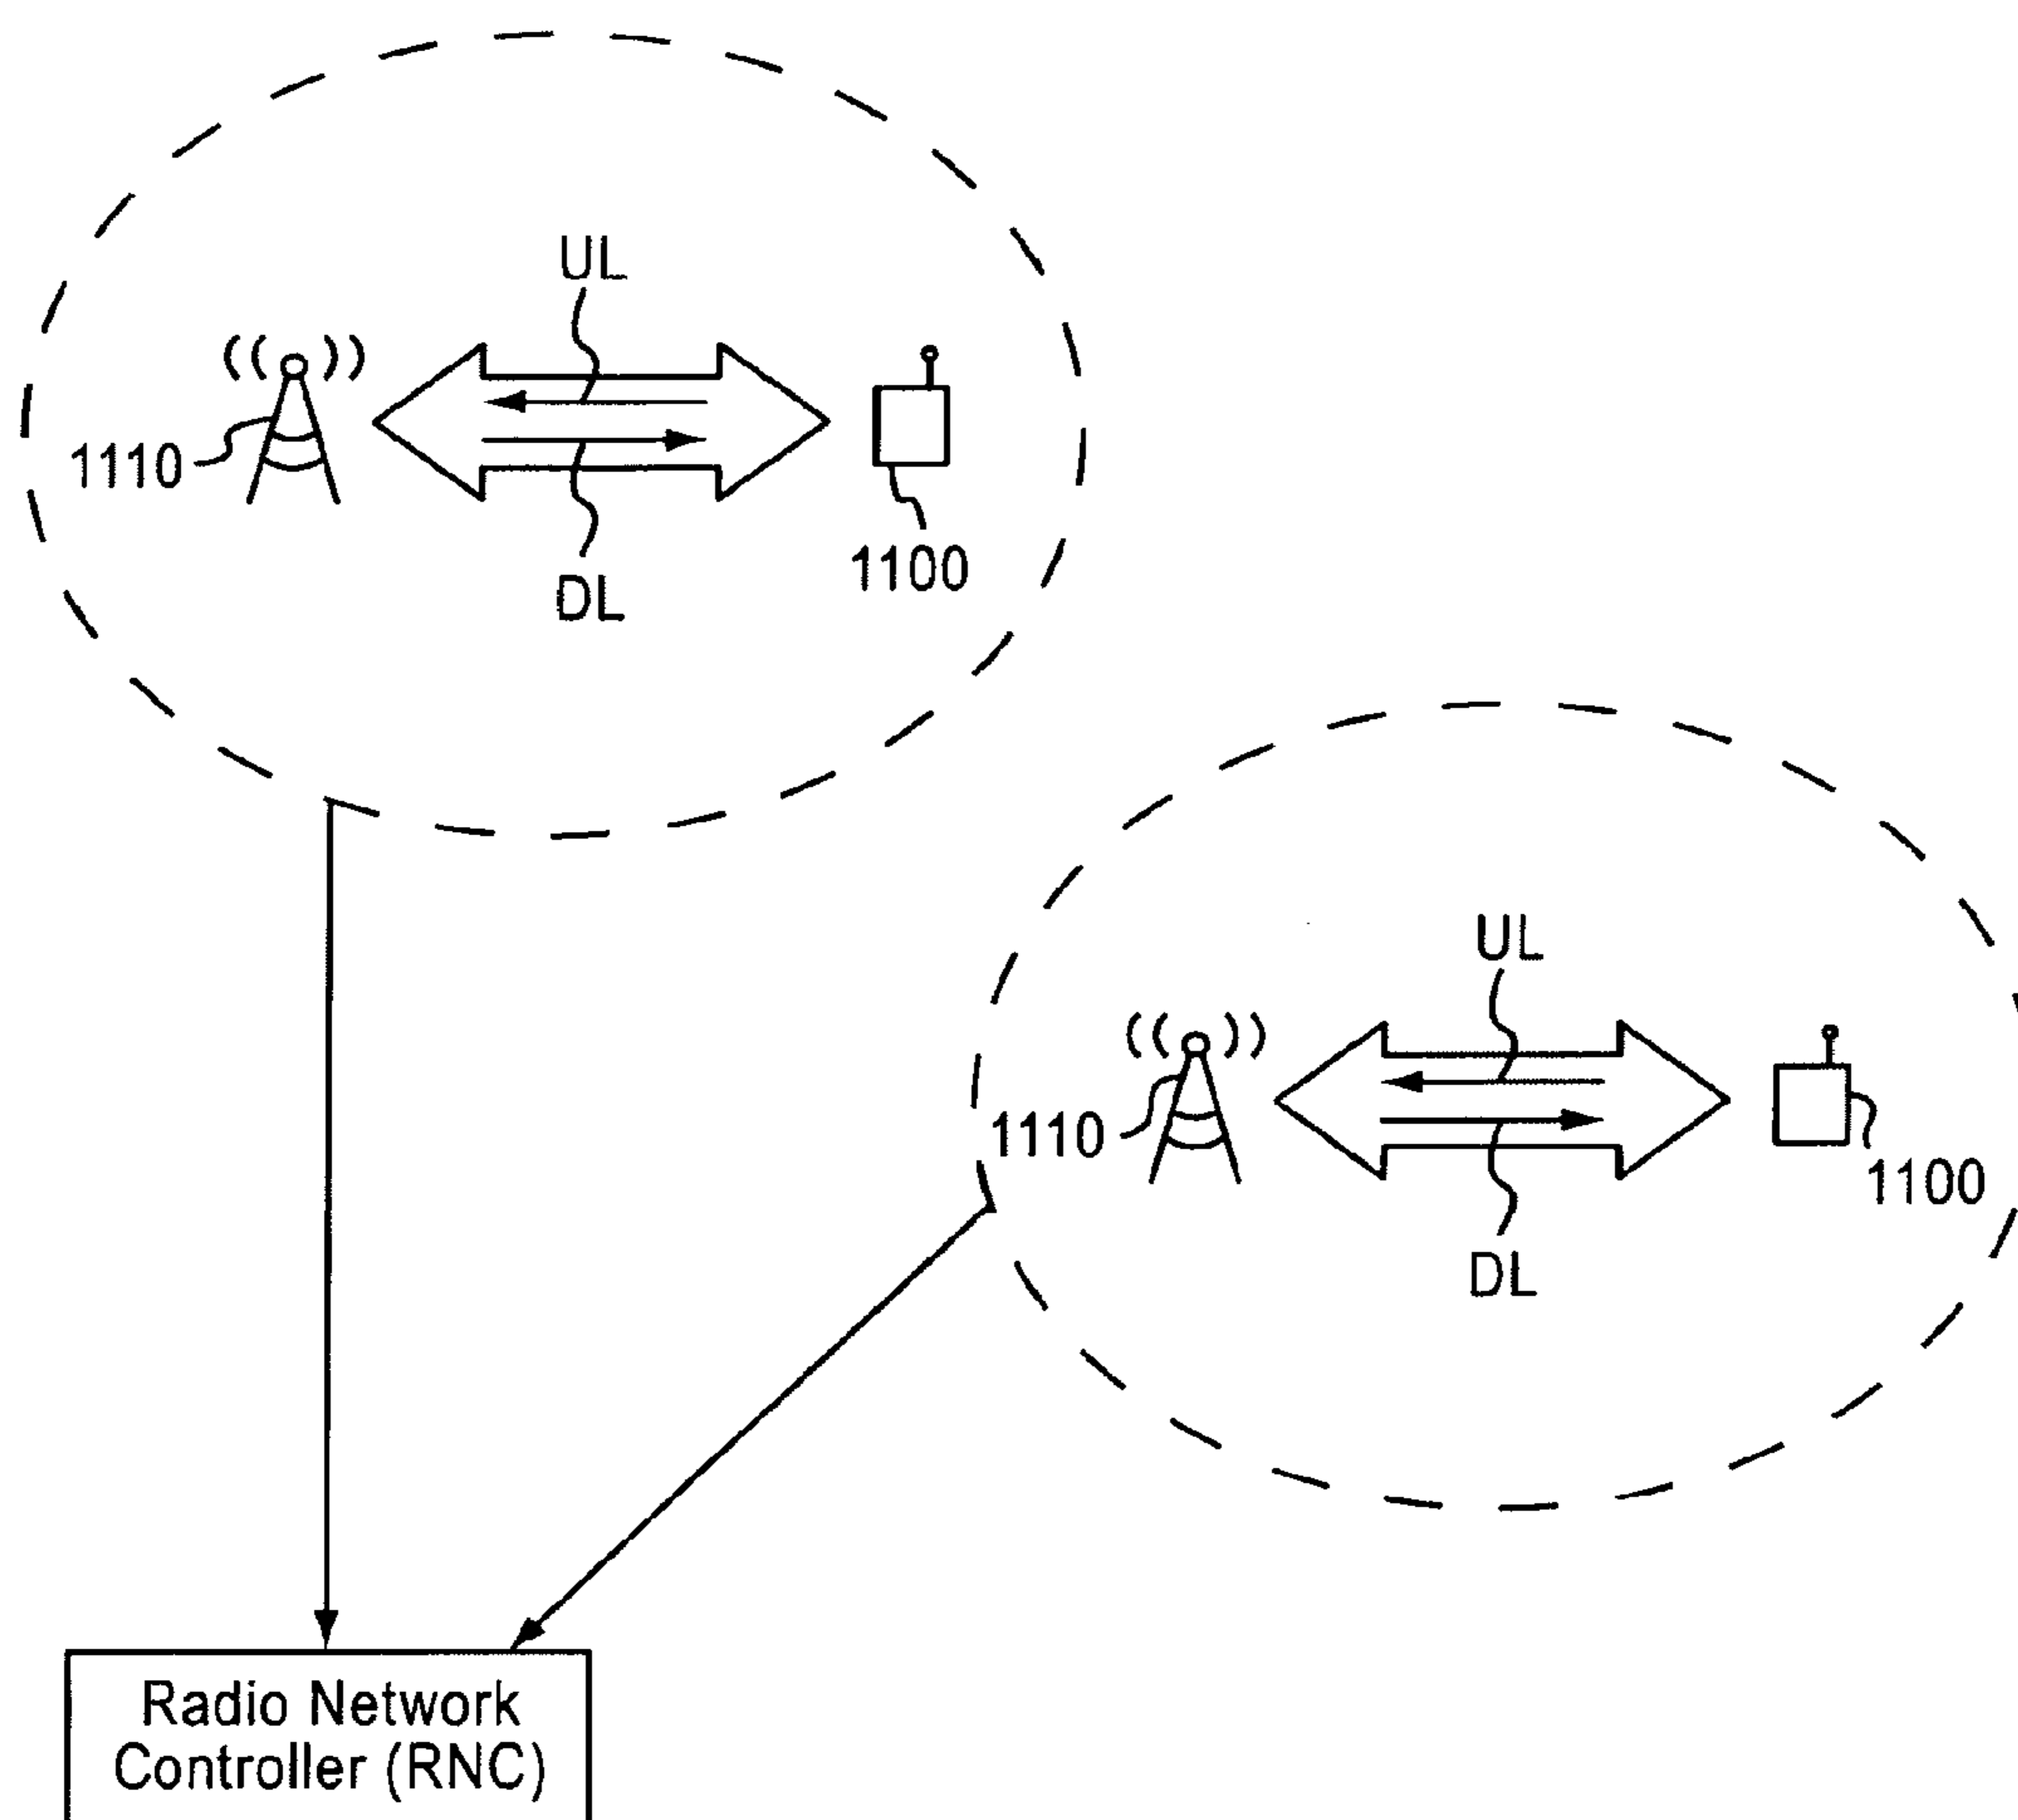 UL
1110
1100
DL
UL
1110
1100
DL
Radio Network
Controller (RNC)